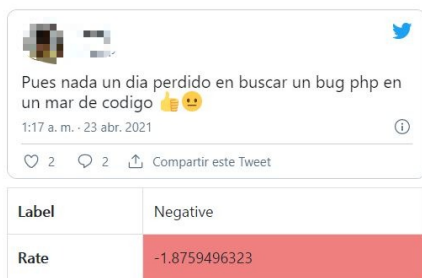 Pues nada un dia perdido en buscar un bug php en
un mar de codigo 👍😐
1:17 a. m. · 23 abr. 2021
2 2 Compartir este Tweet
Label Negative
Rate -1.8759496323